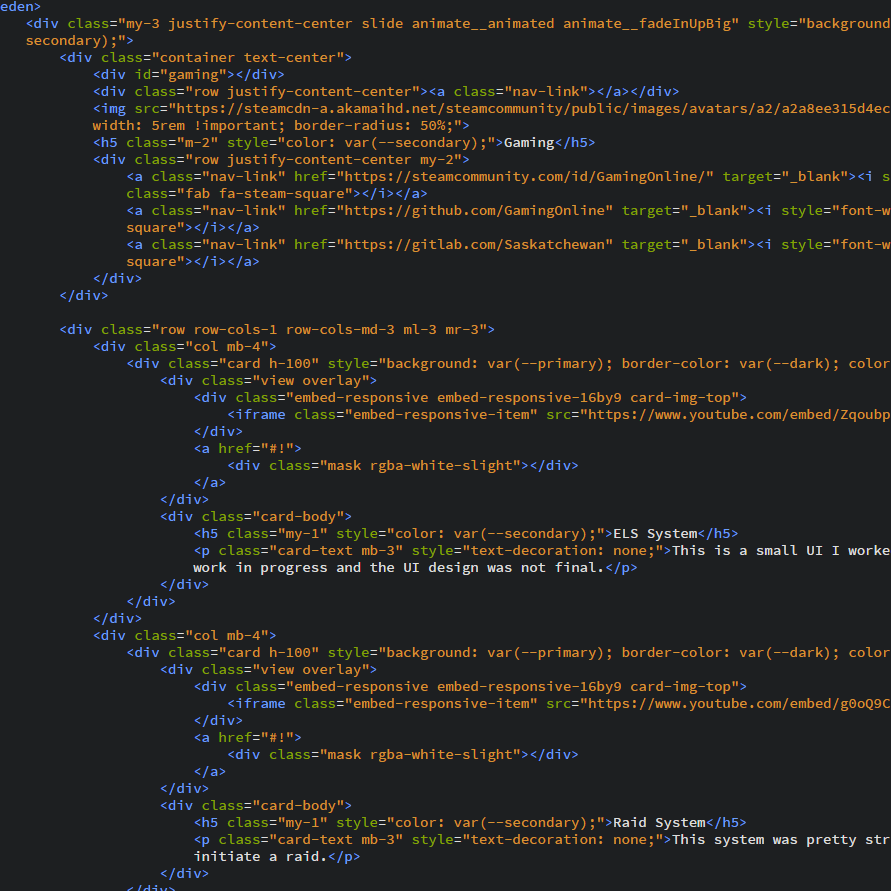 eden>
<div class="my-3 justify-content-center slide animate__animated animate__fadeInUpBig" style="background
secondary);">
<div class="container text-center">
<div id="gaming"></div>
<div class="row justify-content-center"><a class="nav-link"></a></div>
<img src="https://steamcdn-a.akamaihd.net/steamcommunity/public/images/avatars/a2/a2a8ee315d4ec
width: 5rem !important; border-radius: 50%;">
<h5 class="m-2" style="color: var(--secondary);">Gaming</h5>
<div class="row justify-content-center my-2">
<a class="nav-link" href="https://steamcommunity.com/id/GamingOnline/" target="_blank"><i s
class="fab fa-steam-square"></i></a>
<a class="nav-link" href="https://github.com/GamingOnline" target="_blank"><i style="font-w
square"></i></a>
<a class="nav-link" href="https://gitlab.com/Saskatchewan" target="_blank"><i style="font-w
square"></i></a>
</div>
</div>
<div class="row row-cols-1 row-cols-md-3 ml-3 mr-3">
<div class="col mb-4">
<div class="card h-100" style="background: var(--primary); border-color: var(--dark); color
<div class="view overlay">
<div class="embed-responsive embed-responsive-16by9 card-img-top">
<iframe class="embed-responsive-item" src="https://www.youtube.com/embed/Zqoubp
</div>
<a href="#!">
<div class="mask rgba-white-slight"></div>
</a>
</div>
<div class="card-body">
<h5 class="my-1" style="color: var(--secondary);">ELS System</h5>
<p class="card-text mb-3" style="text-decoration: none;">This is a small UI I worke
work in progress and the UI design was not final.</p>
</div>
</div>
</div>
<div class="col mb-4">
<div class="card h-100" style="background: var(--primary); border-color: var(--dark); color
<div class="view overlay">
<div class="embed-responsive embed-responsive-16by9 card-img-top">
<iframe class="embed-responsive-item" src="https://www.youtube.com/embed/g0oQ9C
</div>
<a href="#!">
<div class="mask rgba-white-slight"></div>
</a>
</div>
<div class="card-body">
<h5 class="my-1" style="color: var(--secondary);">Raid System</h5>
<p class="card-text mb-3" style="text-decoration: none;">This system was pretty str
initiate a raid.</p>
</div>
</div>